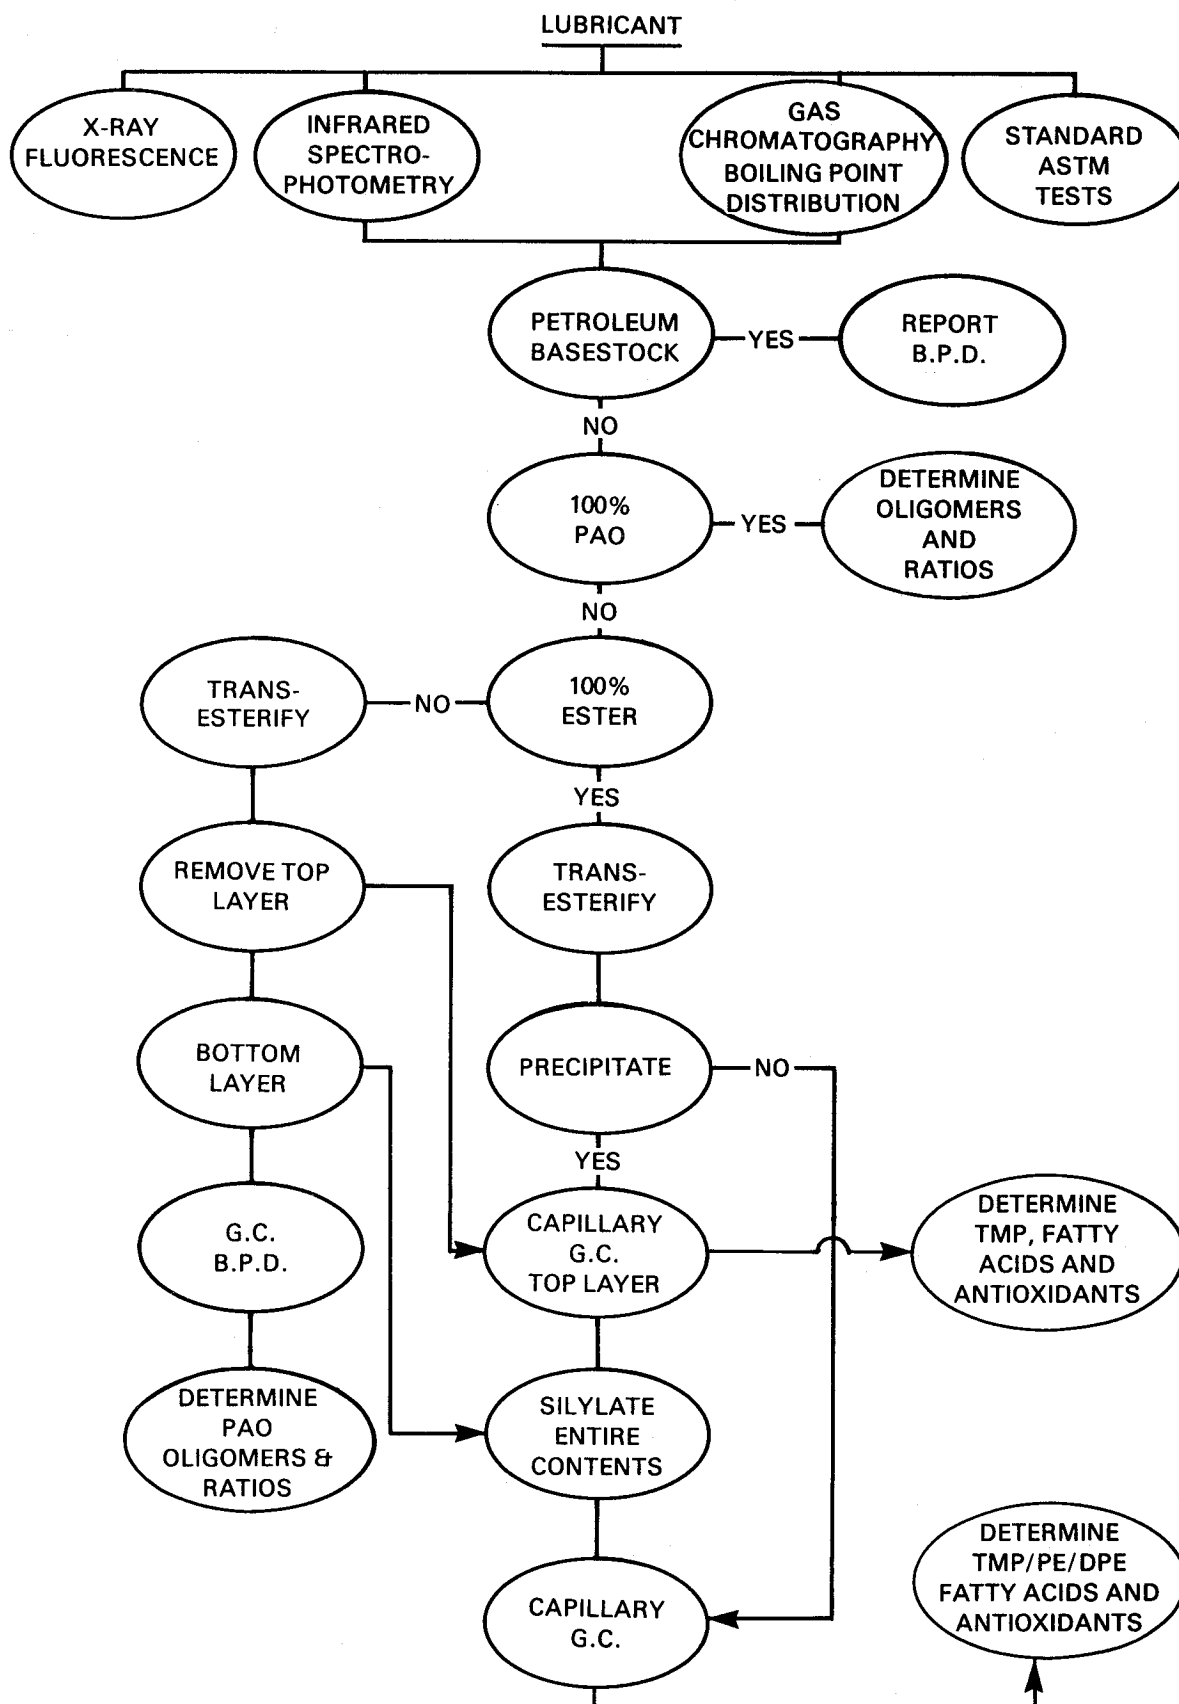 LUBRICANT
X-RAY
FLUORESCENCE
INFRARED
SPECTRO-
PHOTOMETRY
GAS
CHROMATOGRAPHY
BOILING POINT
DISTRIBUTION
STANDARD
ASTM
TESTS
PETROLEUM
BASESTOCK
YES
REPORT
B.P.D.
NO
100%
PAO
YES
DETERMINE
OLIGOMERS
AND
RATIOS
NO
TRANS-
ESTERIFY
NO
100%
ESTER
YES
REMOVE TOP
LAYER
TRANS-
ESTERIFY
BOTTOM
LAYER
PRECIPITATE
NO
YES
G.C.
B.P.D.
CAPILLARY
G.C.
TOP LAYER
DETERMINE
TMP, FATTY
ACIDS AND
ANTIOXIDANTS
DETERMINE
PAO
OLIGOMERS &
RATIOS
SILYLATE
ENTIRE
CONTENTS
CAPILLARY
G.C.
DETERMINE
TMP/PE/DPE
FATTY ACIDS AND
ANTIOXIDANTS